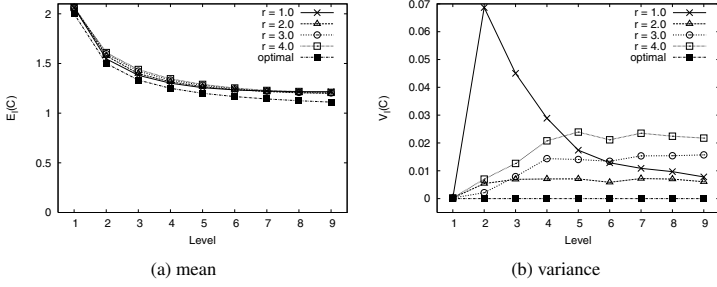 r = 1.0
r = 2.0
r = 3.0
r = 4.0
optimal
2
1.5
1
0.5
0
E_l(C)
1 2 3 4 5 6 7 8 9
Level
(a) mean
r = 1.0
r = 2.0
r = 3.0
r = 4.0
optimal
0.07
0.06
0.05
0.04
0.03
0.02
0.01
0
V_l(C)
1 2 3 4 5 6 7 8 9
Level
(b) variance